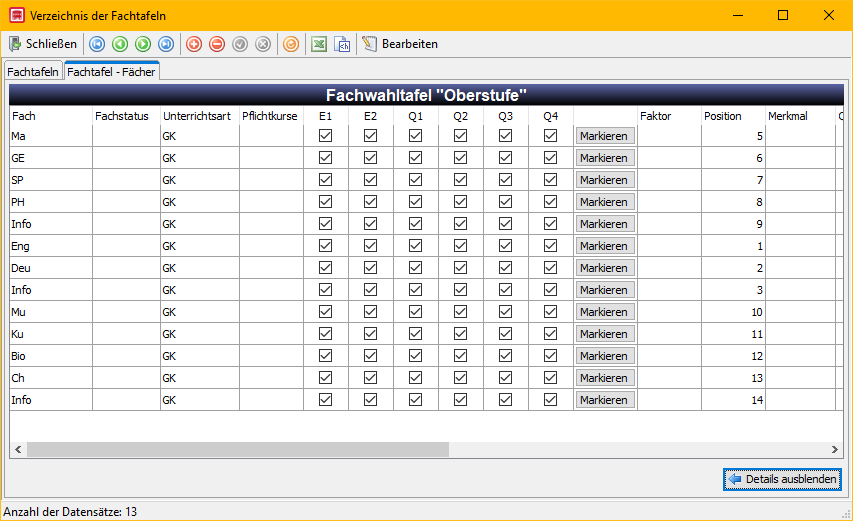 Verzeichnis der Fachtafeln
Schließen Bearbeiten
Fachtafeln Fachtafel - Fächer
Fachwahltafel "Oberstufe"
Fach Fachstatus Unterrichtsart Pflichtkurse E1 E2 Q1 Q2 Q3 Q4 Faktor Position Merkmal
Ma GK Markieren 5
GE GK Markieren 6
SP GK Markieren 7
PH GK Markieren 8
Info GK Markieren 9
Eng GK Markieren 1
Deu GK Markieren 2
Info GK Markieren 3
Mu GK Markieren 10
Ku GK Markieren 11
Bio GK Markieren 12
Ch GK Markieren 13
Info GK Markieren 14
Details ausblenden
Anzahl der Datensätze: 13